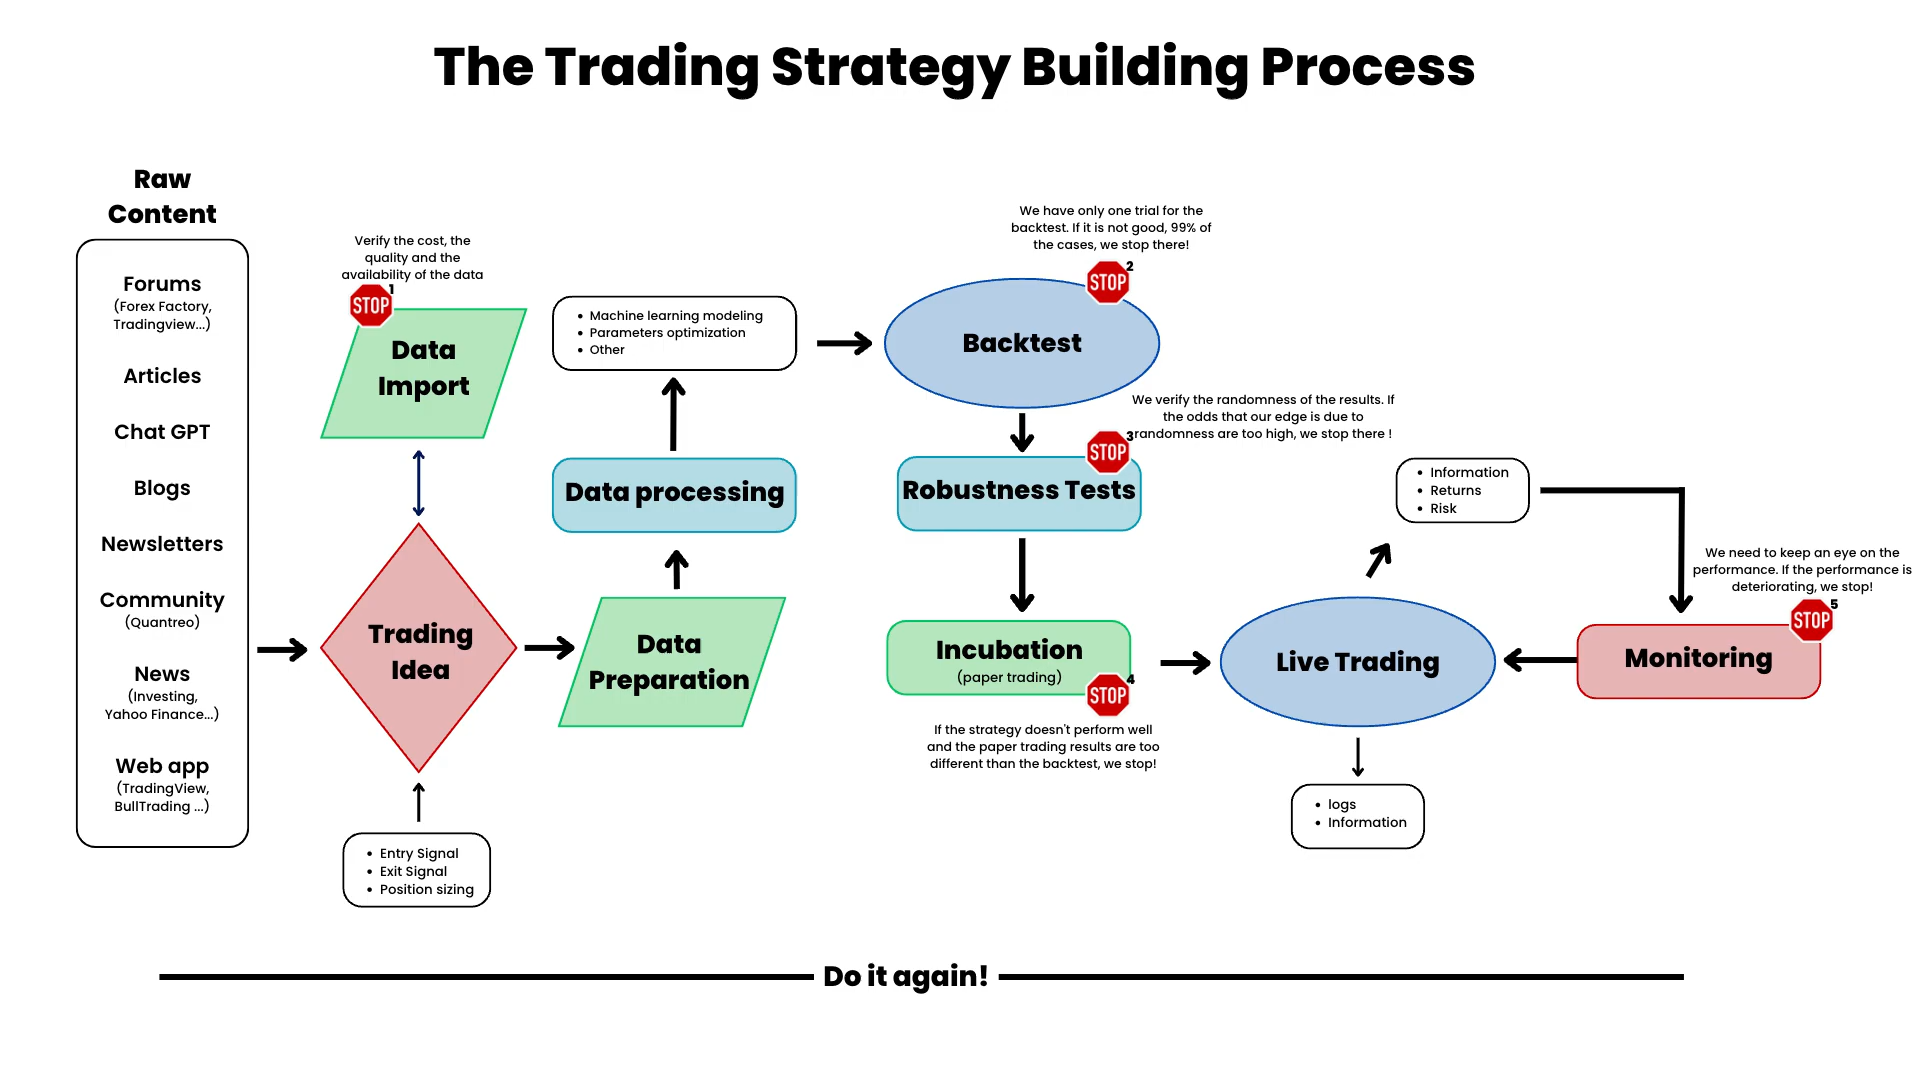 The Trading Strategy Building Process
Raw
Content
Forums
(Forex Factory,
Tradingview...)
Articles
Chat GPT
Blogs
Newsletters
Community
(Quantreo)
News
(Investing,
Yahoo Finance...)
Web app
(TradingView,
BullTrading ...)
Verify the cost, the
quality and the
availability of the data
STOP 1
Data
Import
Trading
Idea
• Entry Signal
• Exit Signal
• Position sizing
• Machine learning modeling
• Parameters optimization
• Other
Data processing
Data
Preparation
We have only one trial for the
backtest. If it is not good, 99% of
the cases, we stop there!
STOP 2
Backtest
We verify the randomness of the results. If
the odds that our edge is due to
randomness are too high, we stop there !
STOP 3
Robustness Tests
Incubation
(paper trading)
STOP 4
If the strategy doesn't perform well
and the paper trading results are too
different than the backtest, we stop!
• Information
• Returns
• Risk
Live Trading
• logs
• Information
We need to keep an eye on the
performance. If the performance is
deteriorating, we stop!
STOP 5
Monitoring
Do it again!